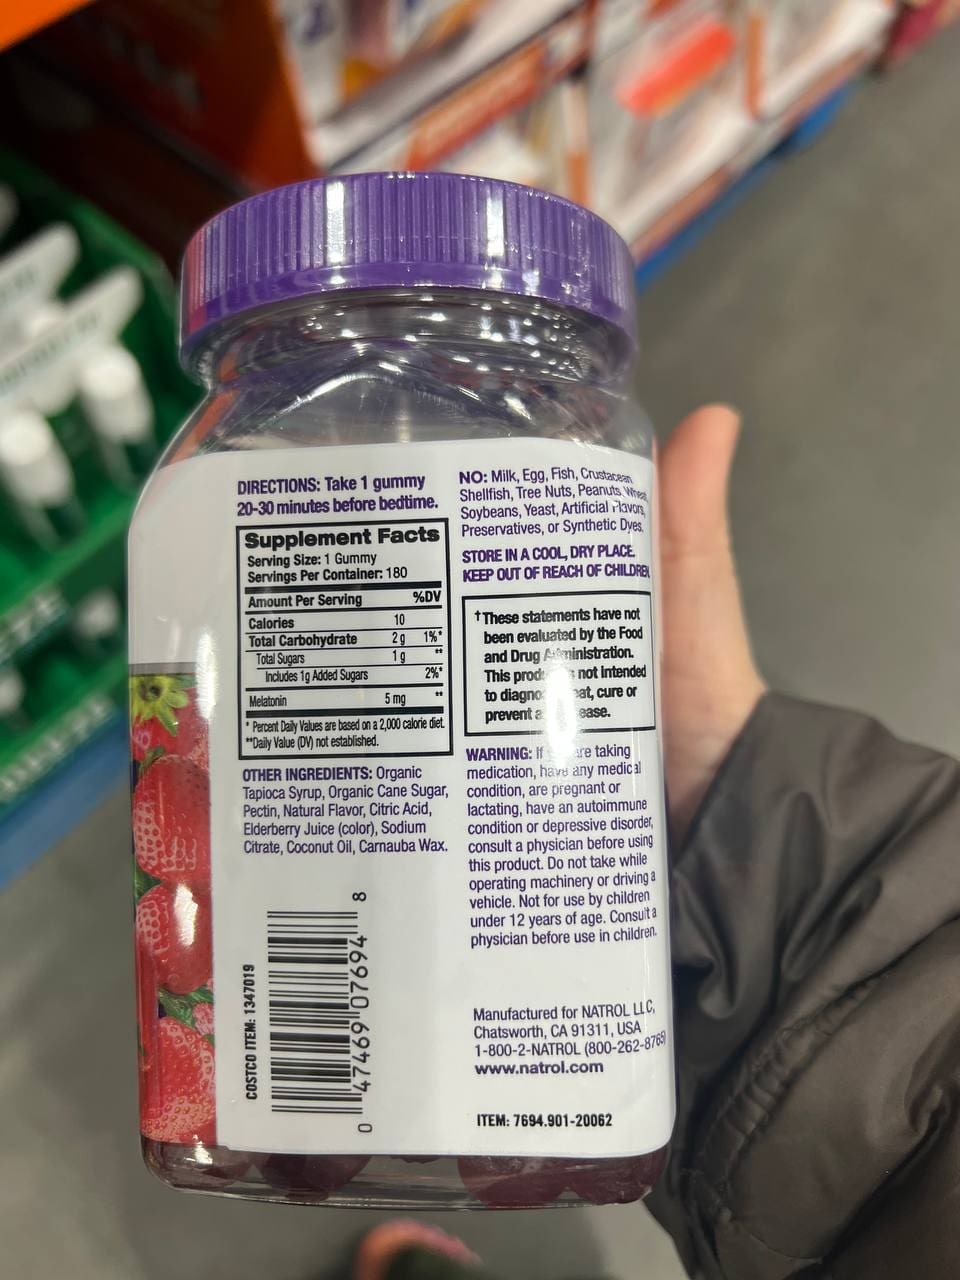 DIRECTIONS: Take 1 gummy
20-30 minutes before bedtime.
Supplement Facts
Serving Size: 1 Gummy
Servings Per Container: 180
Amount Per Serving %DV
Calories 10
Total Carbohydrate 2 g 1%*
Total Sugars 1 g **
Includes 1g Added Sugars 2%*
Melatonin 5 mg **
* Percent Daily Values are based on a 2,000 calorie diet.
**Daily Value (DV) not established.
OTHER INGREDIENTS: Organic
Tapioca Syrup, Organic Cane Sugar,
Pectin, Natural Flavor, Citric Acid,
Elderberry Juice (color), Sodium
Citrate, Coconut Oil, Carnauba Wax.
COSTCO ITEM: 1347019
0 47469 07694 8
NO: Milk, Egg, Fish, Crustacean
Shellfish, Tree Nuts, Peanuts, Wheat,
Soybeans, Yeast, Artificial Flavors,
Preservatives, or Synthetic Dyes.
STORE IN A COOL, DRY PLACE.
KEEP OUT OF REACH OF CHILDREN.
†These statements have not
been evaluated by the Food
and Drug Administration.
This not intended
to cure or
prevent
WARNING: If are taking
medication, have any medical
condition, are pregnant or
lactating, have an autoimmune
condition or depressive disorder,
consult a physician before using
this product. Do not take while
operating machinery or driving a
vehicle. Not for use by children
under 12 years of age. Consult a
physician before use in children.
Manufactured for NATROL LLC,
Chatsworth, CA 91311, USA
1-800-2-NATROL (800-262-8765)
www.natrol.com
ITEM: 7694.901-20062